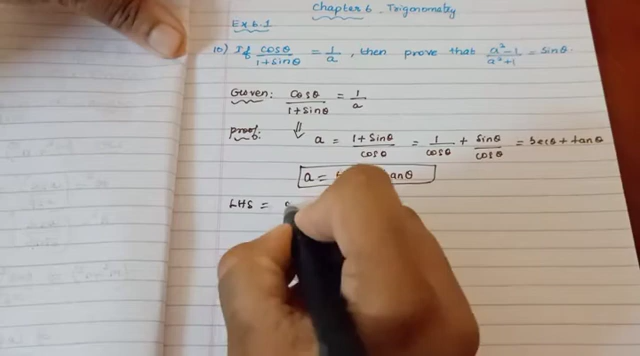 Chapter 6 - Trigonometry
Ex 6.1
10) If cosθ/1+sinθ = 1/a, then prove that a²-1/a²+1 = sinθ.
Given: cosθ/1+sinθ = 1/a
proof: ⇓ a = 1+sinθ/cosθ = 1/cosθ + sinθ/cosθ = secθ+tanθ
a = tanθ
LHS =